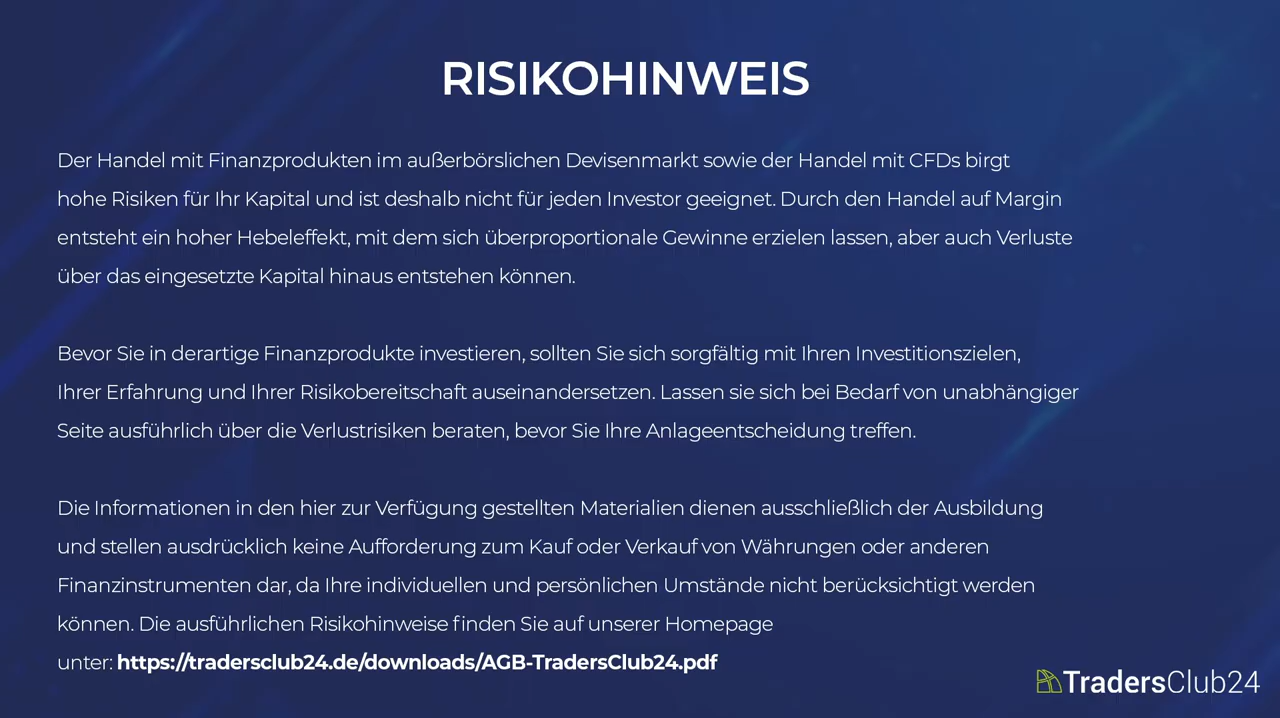 RISIKOHINWEIS
Der Handel mit Finanzprodukten im außerbörslichen Devisenmarkt sowie der Handel mit CFDs birgt
hohe Risiken für Ihr Kapital und ist deshalb nicht für jeden Investor geeignet. Durch den Handel auf Margin
entsteht ein hoher Hebeleffekt, mit dem sich überproportionale Gewinne erzielen lassen, aber auch Verluste
über das eingesetzte Kapital hinaus entstehen können.
Bevor Sie in derartige Finanzprodukte investieren, sollten Sie sich sorgfältig mit Ihren Investitionszielen,
Ihrer Erfahrung und Ihrer Risikobereitschaft auseinandersetzen. Lassen sie sich bei Bedarf von unabhängiger
Seite ausführlich über die Verlustrisiken beraten, bevor Sie Ihre Anlageentscheidung treffen.
Die Informationen in den hier zur Verfügung gestellten Materialien dienen ausschließlich der Ausbildung
und stellen ausdrücklich keine Aufforderung zum Kauf oder Verkauf von Währungen oder anderen
Finanzinstrumenten dar, da Ihre individuellen und persönlichen Umstände nicht berücksichtigt werden
können. Die ausführlichen Risikohinweise finden Sie auf unserer Homepage
unter: https://tradersclub24.de/downloads/AGB-TradersClub24.pdf
TradersClub24